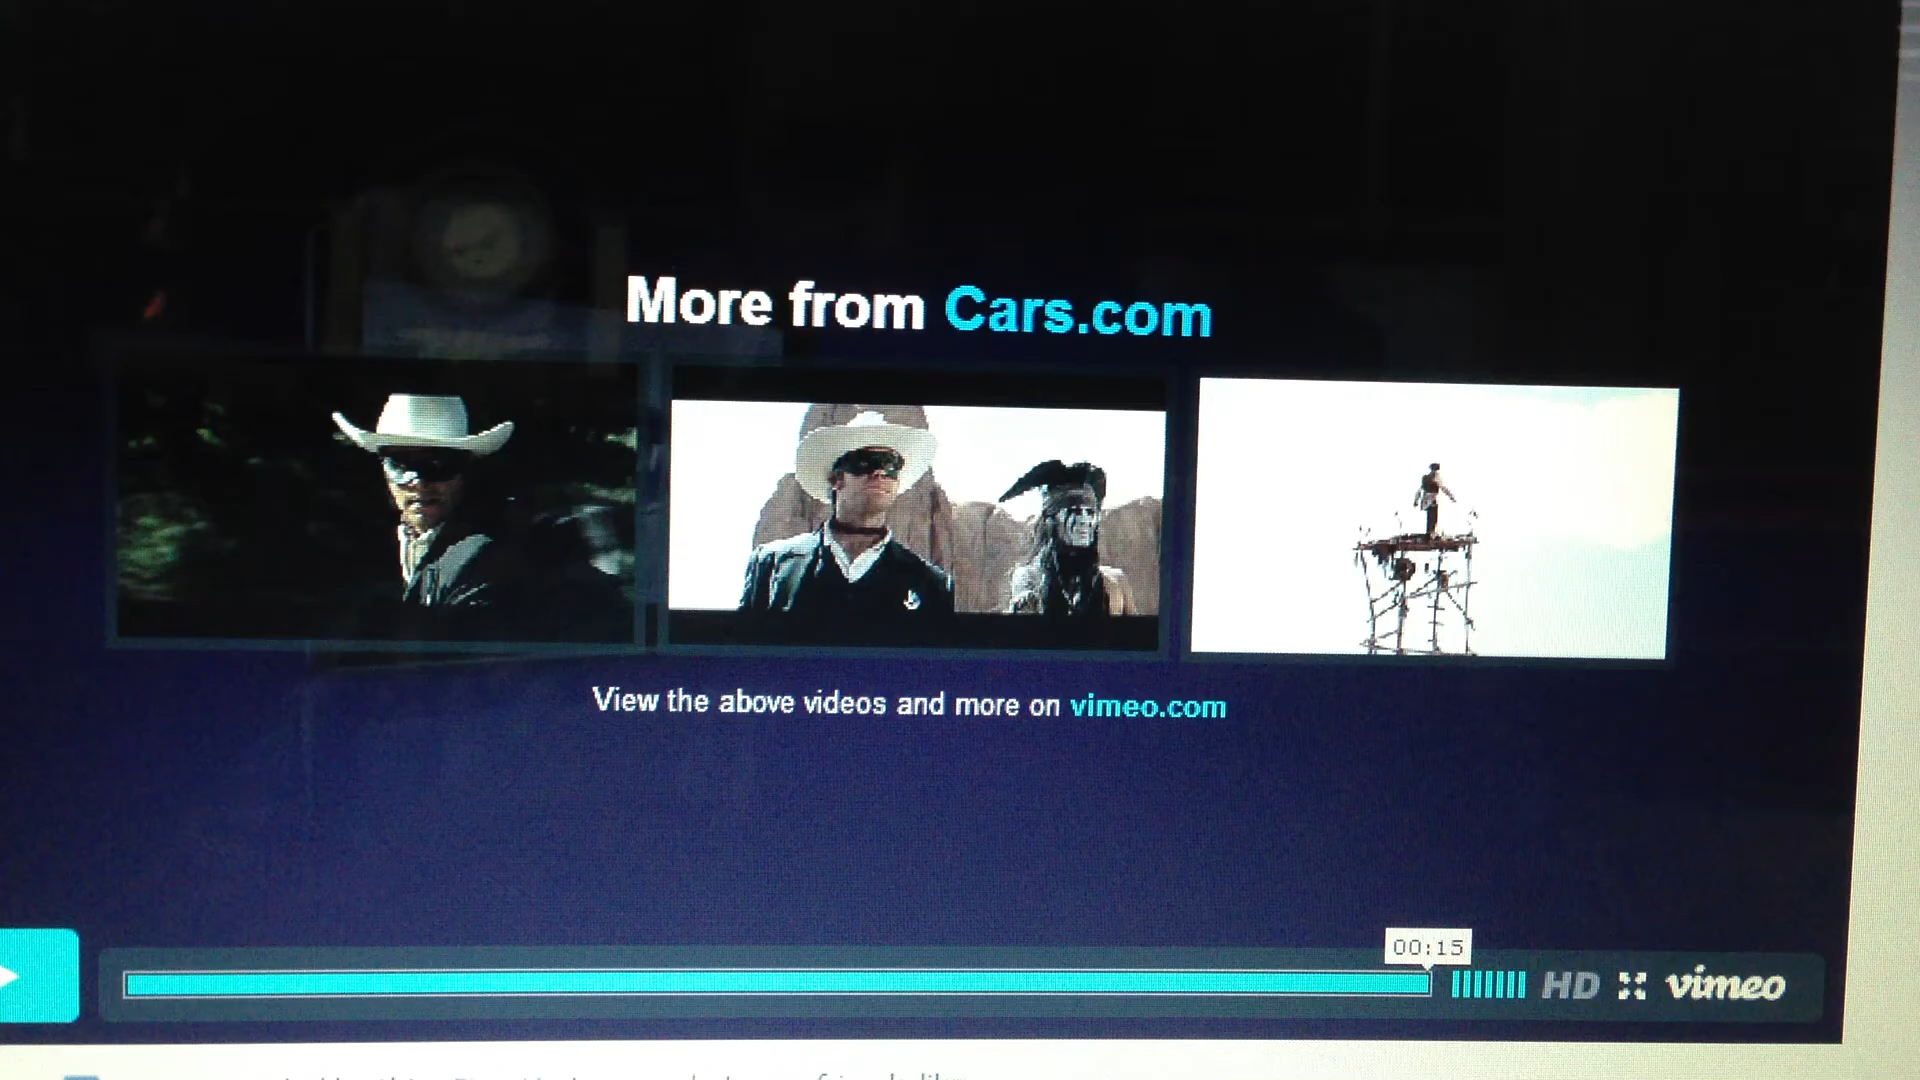 More from Cars.com
View the above videos and more on vimeo.com
00:15
HD vimeo